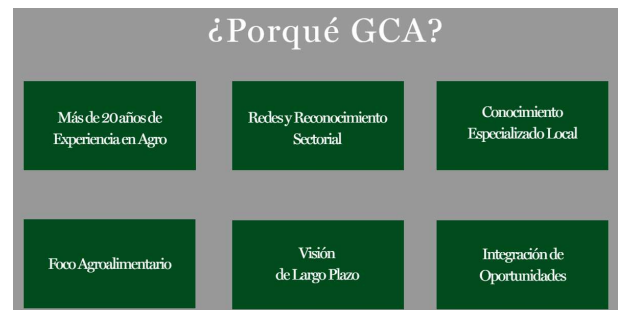 ¿Porqué GCA?
Más de 20 años de
Experiencia en Agro
Redes y Reconocimiento
Sectorial
Conocimiento
Especializado Local
Foco Agroalimentario
Visión
de Largo Plazo
Integración de
Oportunidades